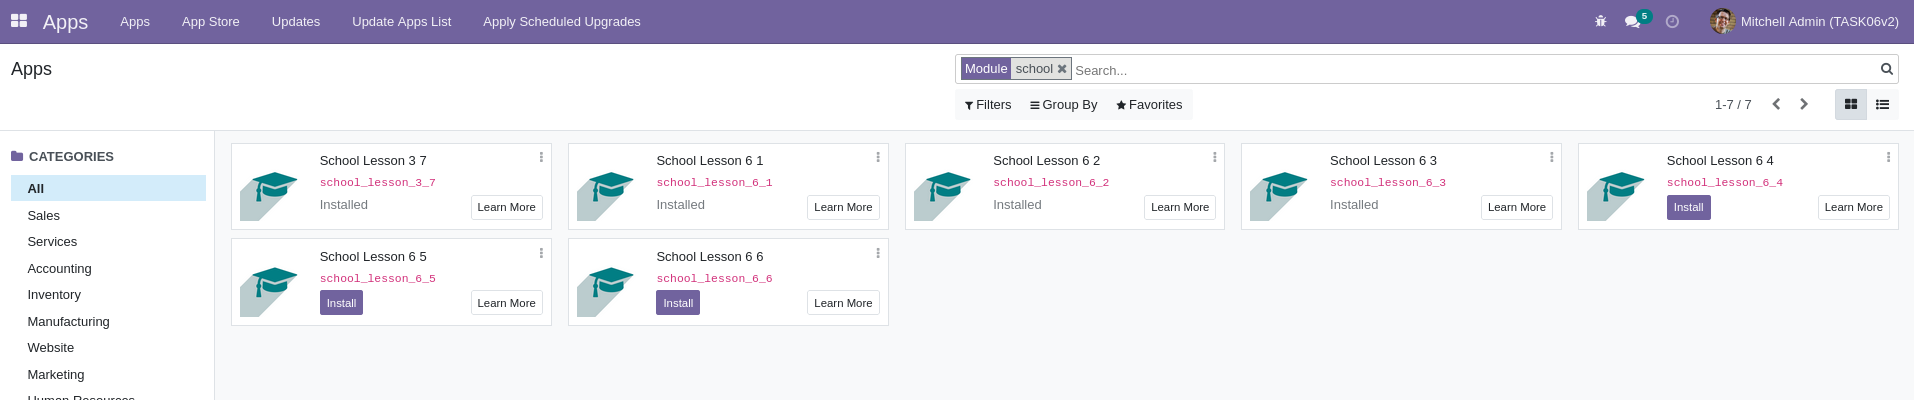 Apps Apps App Store Updates Update Apps List Apply Scheduled Upgrades 5 Mitchell Admin (TASK06v2)
Apps
Module school Search...
Filters Group By Favorites 1-7 / 7
CATEGORIES
All
Sales
Services
Accounting
Inventory
Manufacturing
Website
Marketing
Human Resources
School Lesson 3 7
school_lesson_3_7
Installed Learn More
School Lesson 6 1
school_lesson_6_1
Installed Learn More
School Lesson 6 2
school_lesson_6_2
Installed Learn More
School Lesson 6 3
school_lesson_6_3
Installed Learn More
School Lesson 6 4
school_lesson_6_4
Install Learn More
School Lesson 6 5
school_lesson_6_5
Install Learn More
School Lesson 6 6
school_lesson_6_6
Install Learn More